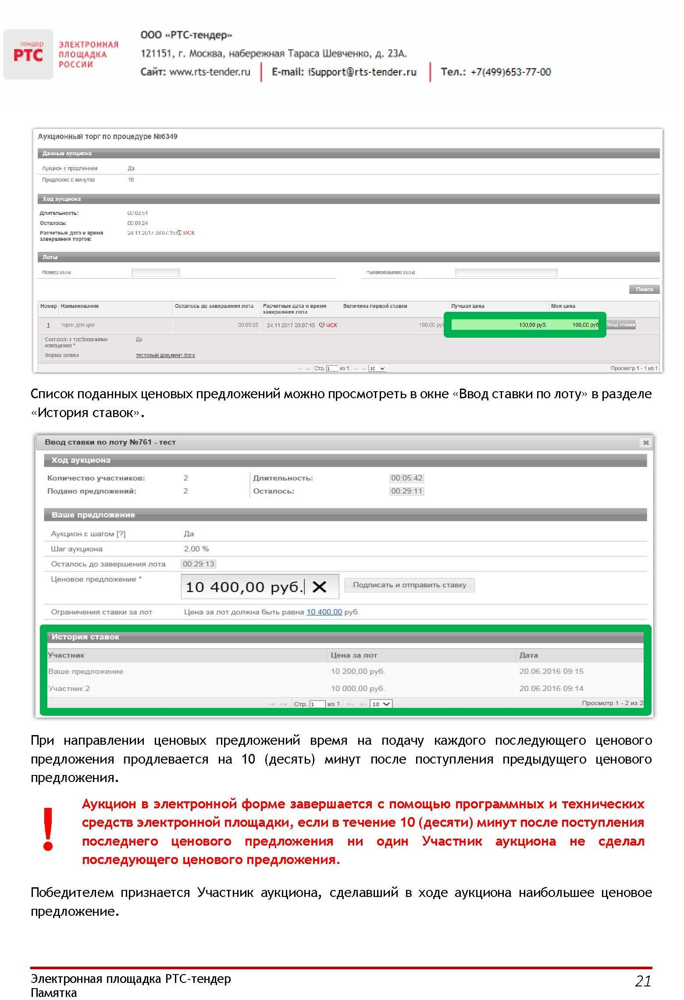 тендер
РТС
ЭЛЕКТРОННАЯ
ПЛОЩАДКА
РОССИИ
ООО «РТС-тендер»
121151, г. Москва, набережная Тараса Шевченко, д. 23А.
Сайт: www.rts-tender.ru | E-mail: iSupport@rts-tender.ru | Тел.: +7(499)653-77-00
Аукционный торг по процедуре №6349
Данные аукциона
Аукцион с продлением Да
Продление в минутах 10
Ход аукциона
Длительность: 00:02:51
Осталось: 00:09:24
Расчетные дата и время 24.11.2017 08:07:15 МСК
завершения торгов:
Лоты
Номер лота Наименование лота
Поиск
Номер Наименование Осталось до завершения лота Расчетные дата и время Величина первой ставки Лучшая цена Моя цена
завершения лота
1 торги для цпп 00:09:25 24.11.2017 08:07:15 МСК 100,00 ру 100,00 руб. 100,00 руб Ввод ставки
Согласен с требованиями Да
извещения *
Форма заявки тестовый документ.docx
Стр. 1 из 1 10 Просмотр 1 - 1 из 1
Список поданных ценовых предложений можно просмотреть в окне «Ввод ставки по лоту» в разделе
«История ставок».
Ввод ставки по лоту №761 - тест
Ход аукциона
Количество участников: 2 Длительность: 00:05:42
Подано предложений: 2 Осталось: 00:29:11
Ваше предложение
Аукцион с шагом [?] Да
Шаг аукциона 2,00 %
Осталось до завершения лота 00:29:13
Ценовое предложение * 10 400,00 руб. Подписать и отправить ставку
Ограничения ставки за лот Цена за лот должна быть равна 10 400,00 руб.
История ставок
Участник Цена за лот Дата
Ваше предложение 10 200,00 руб. 20.06.2016 09:15
Участник 2 10 000,00 руб. 20.06.2016 09:14
Стр. 1 из 1 10 Просмотр 1 - 2 из 2
При направлении ценовых предложений время на подачу каждого последующего ценового
предложения продлевается на 10 (десять) минут после поступления предыдущего ценового
предложения.
! Аукцион в электронной форме завершается с помощью программных и технических
средств электронной площадки, если в течение 10 (десяти) минут после поступления
последнего ценового предложения ни один Участник аукциона не сделал
последующего ценового предложения.
Победителем признается Участник аукциона, сделавший в ходе аукциона наибольшее ценовое
предложение.
Электронная площадка РТС-тендер 21
Памятка